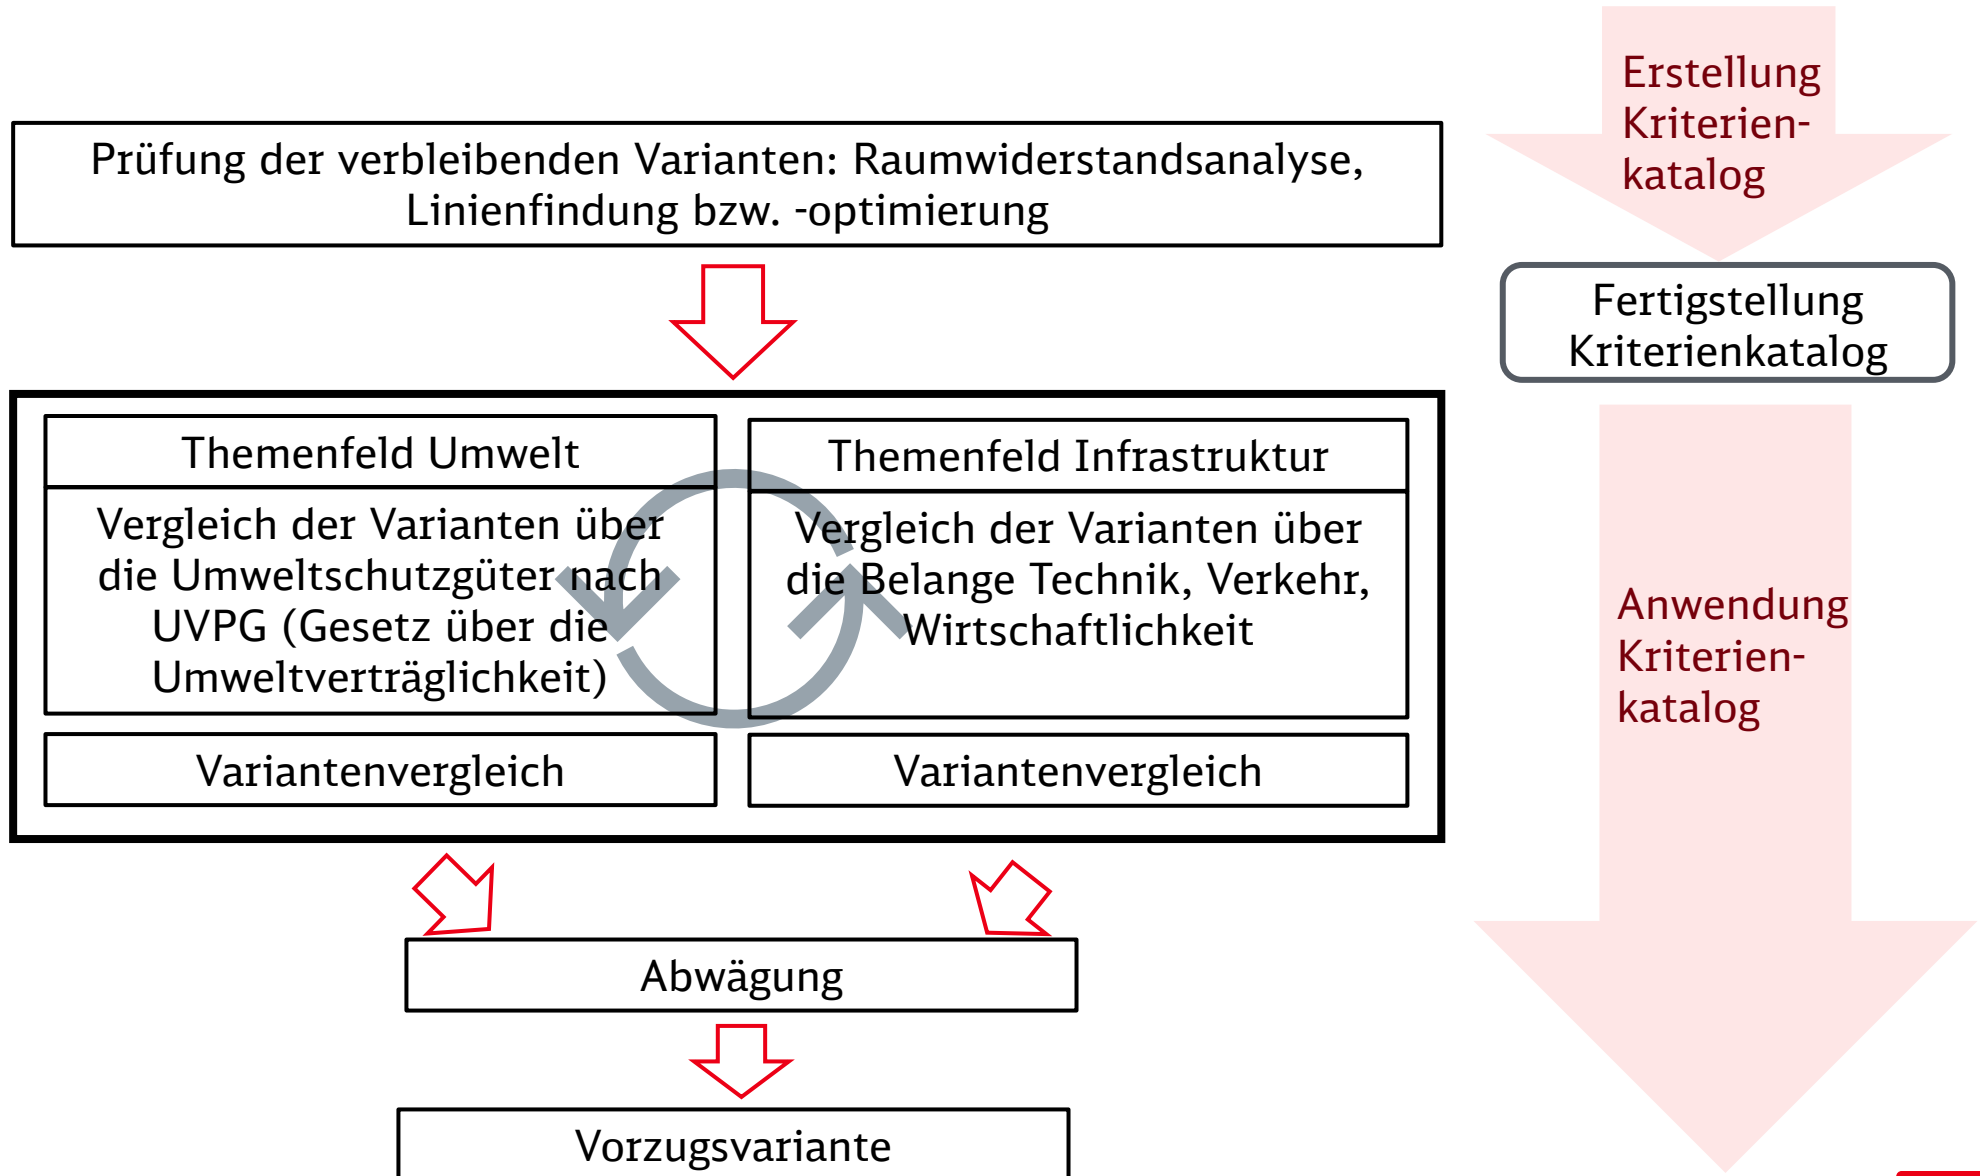 Prüfung der verbleibenden Varianten: Raumwiderstandsanalyse,
Linienfindung bzw. -optimierung
Themenfeld Umwelt
Vergleich der Varianten über
die Umweltschutzgüter nach
UVPG (Gesetz über die
Umweltverträglichkeit)
Variantenvergleich
Themenfeld Infrastruktur
Vergleich der Varianten über
die Belange Technik, Verkehr,
Wirtschaftlichkeit
Variantenvergleich
Abwägung
Vorzugsvariante
Erstellung
Kriterien-
katalog
Fertigstellung
Kriterienkatalog
Anwendung
Kriterien-
katalog